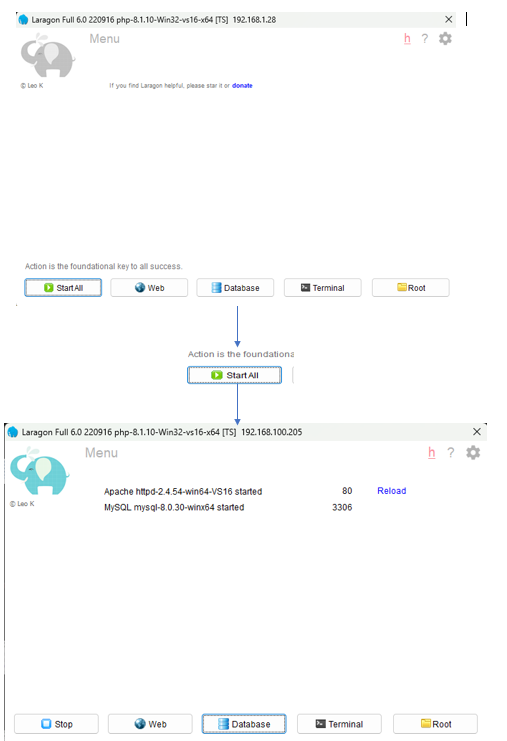 Laragon Full 6.0 220916 php-8.1.10-Win32-vs16-x64 [TS] 192.168.1.28
Menu h ?
© Leo K If you find Laragon helpful, please star it or donate
Action is the foundational key to all success.
Start All Web Database Terminal Root
Action is the foundationa
Start All
Laragon Full 6.0 220916 php-8.1.10-Win32-vs16-x64 [TS] 192.168.100.205
Menu h ?
Apache httpd-2.4.54-win64-VS16 started 80 Reload
© Leo K MySQL mysql-8.0.30-winx64 started 3306
Stop Web Database Terminal Root